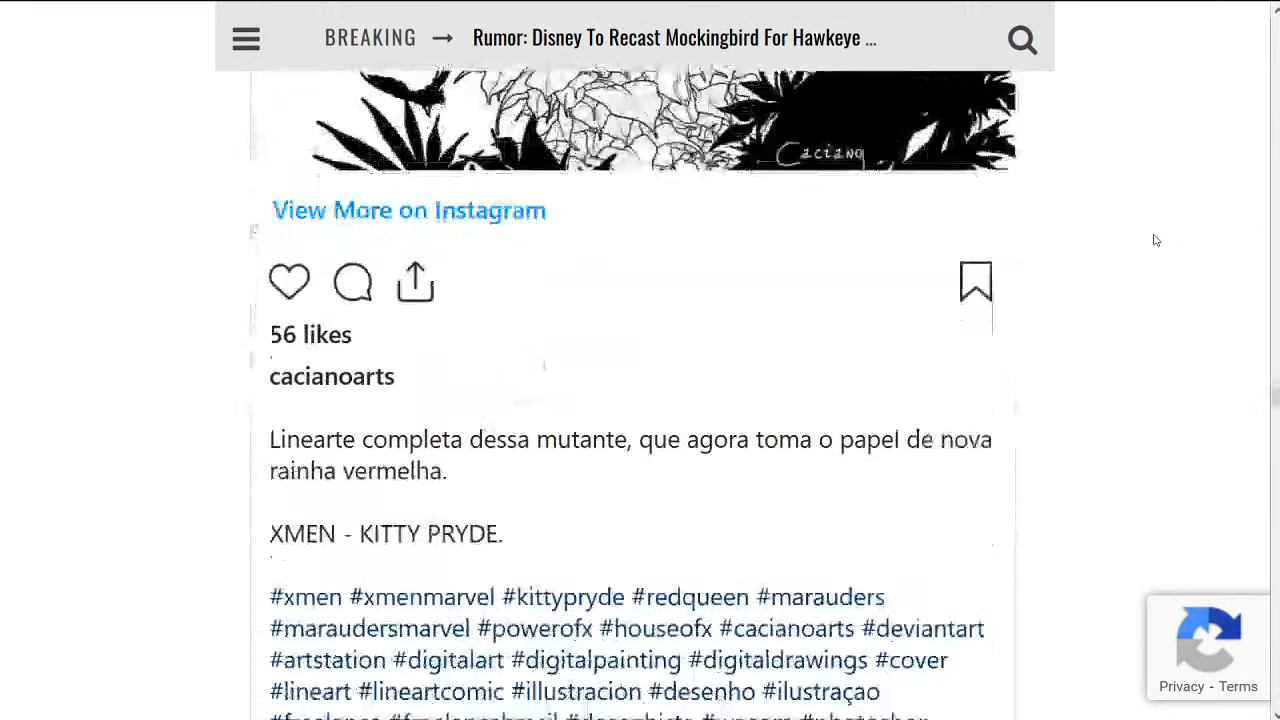 BREAKING → Rumor: Disney To Recast Mockingbird For Hawkeye ...
Caciano
View More on Instagram
56 likes
cacianoarts
Linearte completa dessa mutante, que agora toma o papel de nova
rainha vermelha.
XMEN - KITTY PRYDE.
#xmen #xmenmarvel #kittypryde #redqueen #marauders
#maraudersmarvel #powerofx #houseofx #cacianoarts #deviantart
#artstation #digitalart #digitalpainting #digitaldrawings #cover
#lineart #lineartcomic #illustracion #desenho #ilustraçao
Privacy - Terms